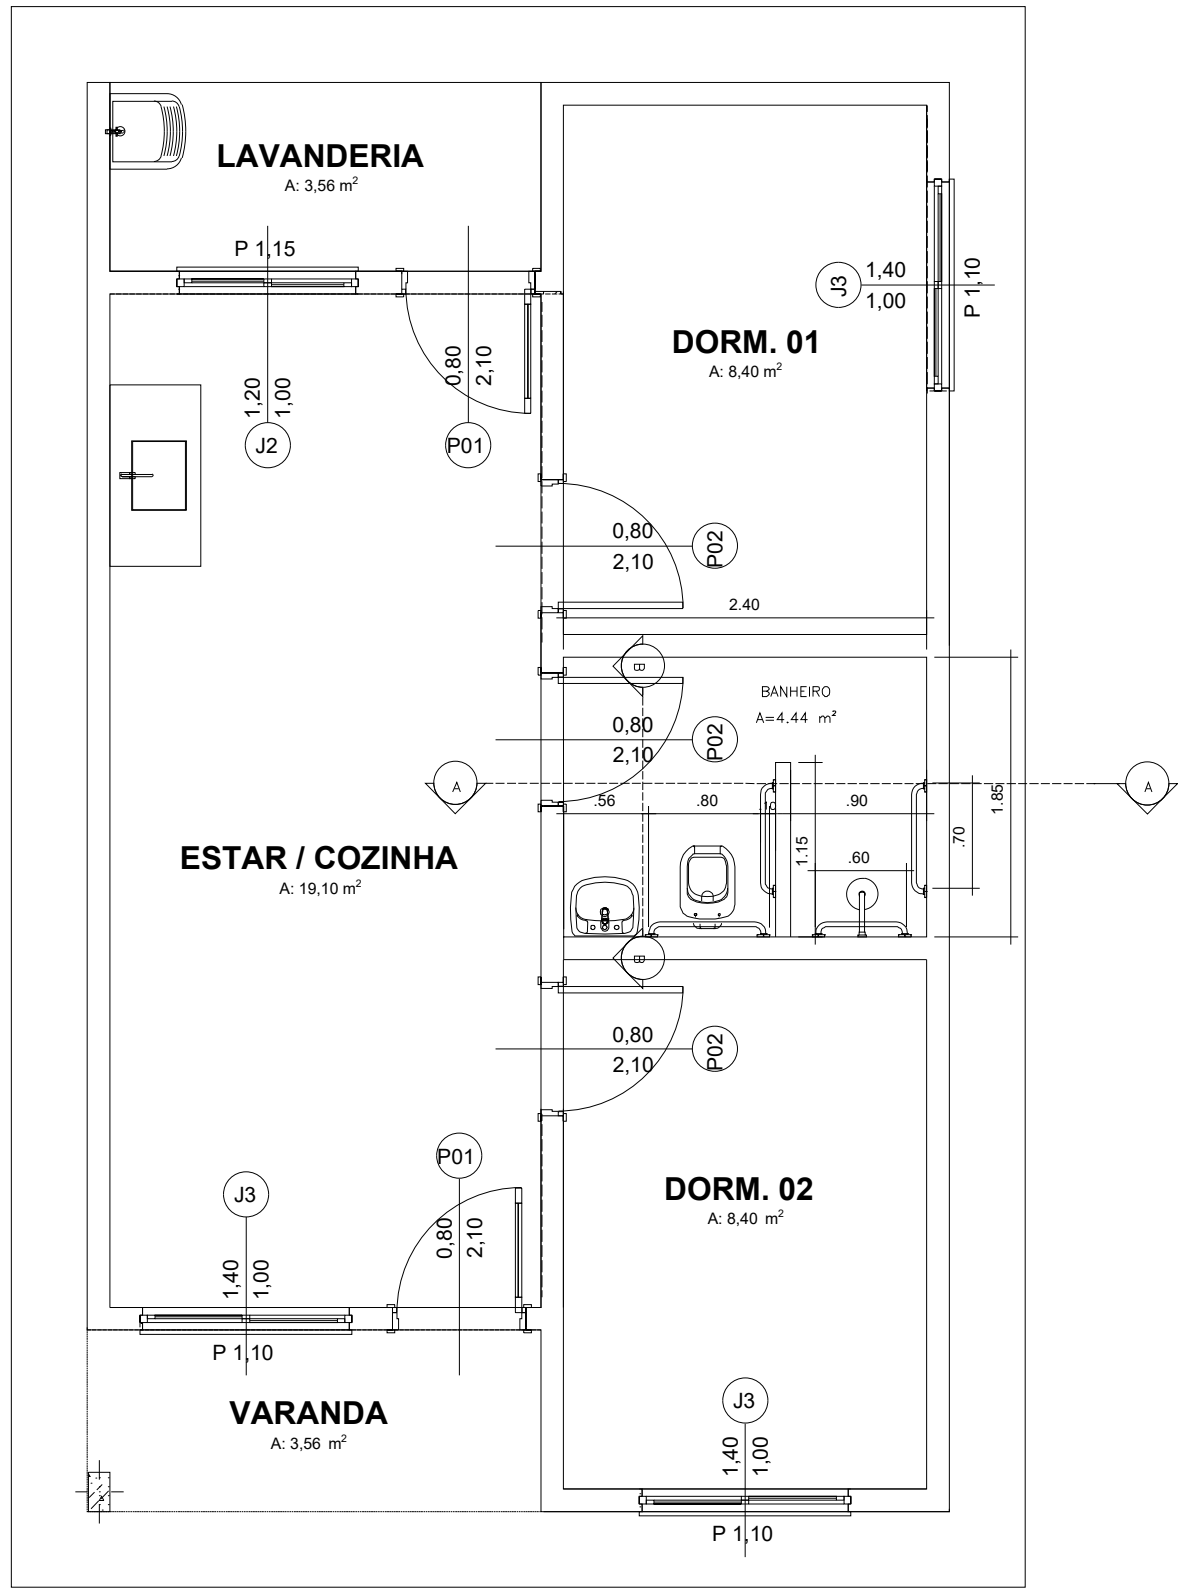 LAVANDERIA
A: 3,56 m²
P 1,15
1,20
1,00
J2
0,80
2,10
P01
DORM. 01
A: 8,40 m²
J3
1,40
1,00
P 1,10
0,80
2,10
P02
2.40
B
BANHEIRO
A=4.44 m²
0,80
2,10
P02
A
A
.56
.80
.10
.90
1.15
.60
.70
1.85
ESTAR / COZINHA
A: 19,10 m²
B
0,80
2,10
P02
P01
0,80
2,10
J3
1,40
1,00
P 1,10
DORM. 02
A: 8,40 m²
VARANDA
A: 3,56 m²
J3
1,40
1,00
P 1,10